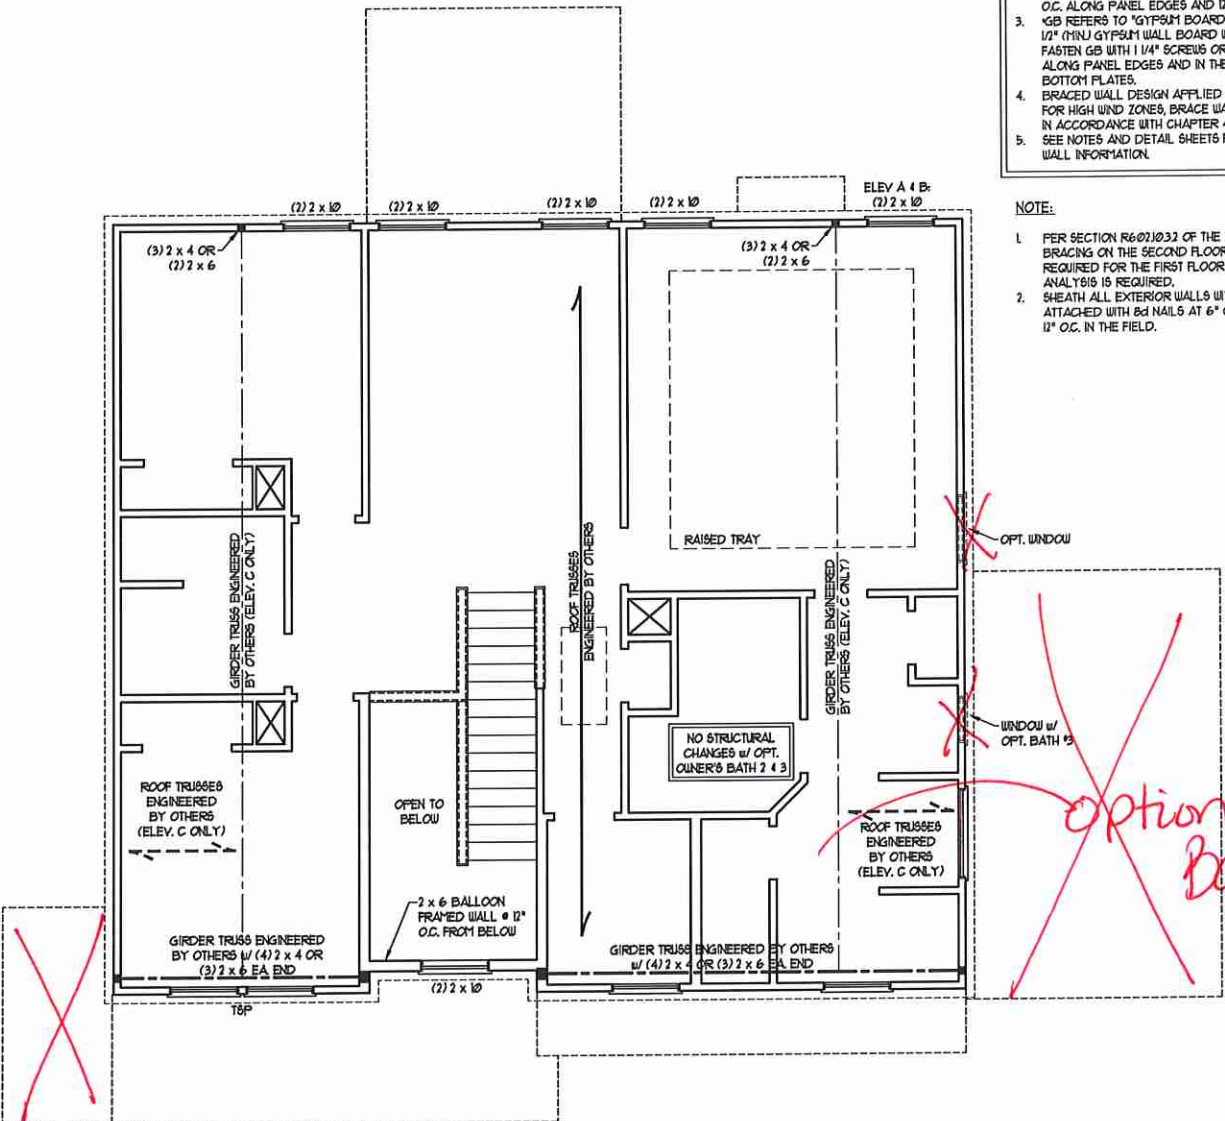 O.C. ALONG PANEL EDGES AND 12
3. "GB REFERS TO "GYPSUM BOARD
1/2" (MIN.) GYPSUM WALL BOARD
FASTEN GB WITH 1 1/4" SCREWS OR
ALONG PANEL EDGES AND IN THE
BOTTOM PLATES.
4. BRACED WALL DESIGN APPLIED
FOR HIGH WIND ZONES, BRACE
IN ACCORDANCE WITH CHAPTER 4
5. SEE NOTES AND DETAIL SHEETS
WALL INFORMATION.
NOTE:
1. PER SECTION R602.10.3.2 OF THE
BRACING ON THE SECOND FLOOR
REQUIRED FOR THE FIRST FLOOR
ANALYSIS IS REQUIRED.
2. SHEATH ALL EXTERIOR WALLS
ATTACHED WITH 8d NAILS AT 6"
12" O.C. IN THE FIELD.
ELEV A & B:
(2) 2 x 10
(2) 2 x 10
(2) 2 x 10
(2) 2 x 10
(2) 2 x 10
(3) 2 x 4 OR
(2) 2 x 6
(3) 2 x 4 OR
(2) 2 x 6
RAISED TRAY
OPT. WINDOW
GIRDER TRUSS ENGINEERED
BY OTHERS (ELEV. C ONLY)
ROOF TRUSSES
ENGINEERED BY OTHERS
GIRDER TRUSS ENGINEERED
BY OTHERS (ELEV. C ONLY)
WINDOW w/
OPT. BATH #3
NO STRUCTURAL
CHANGES w/ OPT.
OWNER'S BATH 2 & 3
ROOF TRUSSES
ENGINEERED
BY OTHERS
(ELEV. C ONLY)
OPEN TO
BELOW
option
ROOF TRUSSES
ENGINEERED
BY OTHERS
(ELEV. C ONLY)
2 x 6 BALLOON
FRAMED WALL @ 12"
O.C. FROM BELOW
GIRDER TRUSS ENGINEERED
BY OTHERS w/ (4) 2 x 4 OR
(3) 2 x 6 EA. END
GIRDER TRUSS ENGINEERED BY OTHERS
w/ (4) 2 x 4 OR (3) 2 x 6 EA. END
(2) 2 x 10
TSP